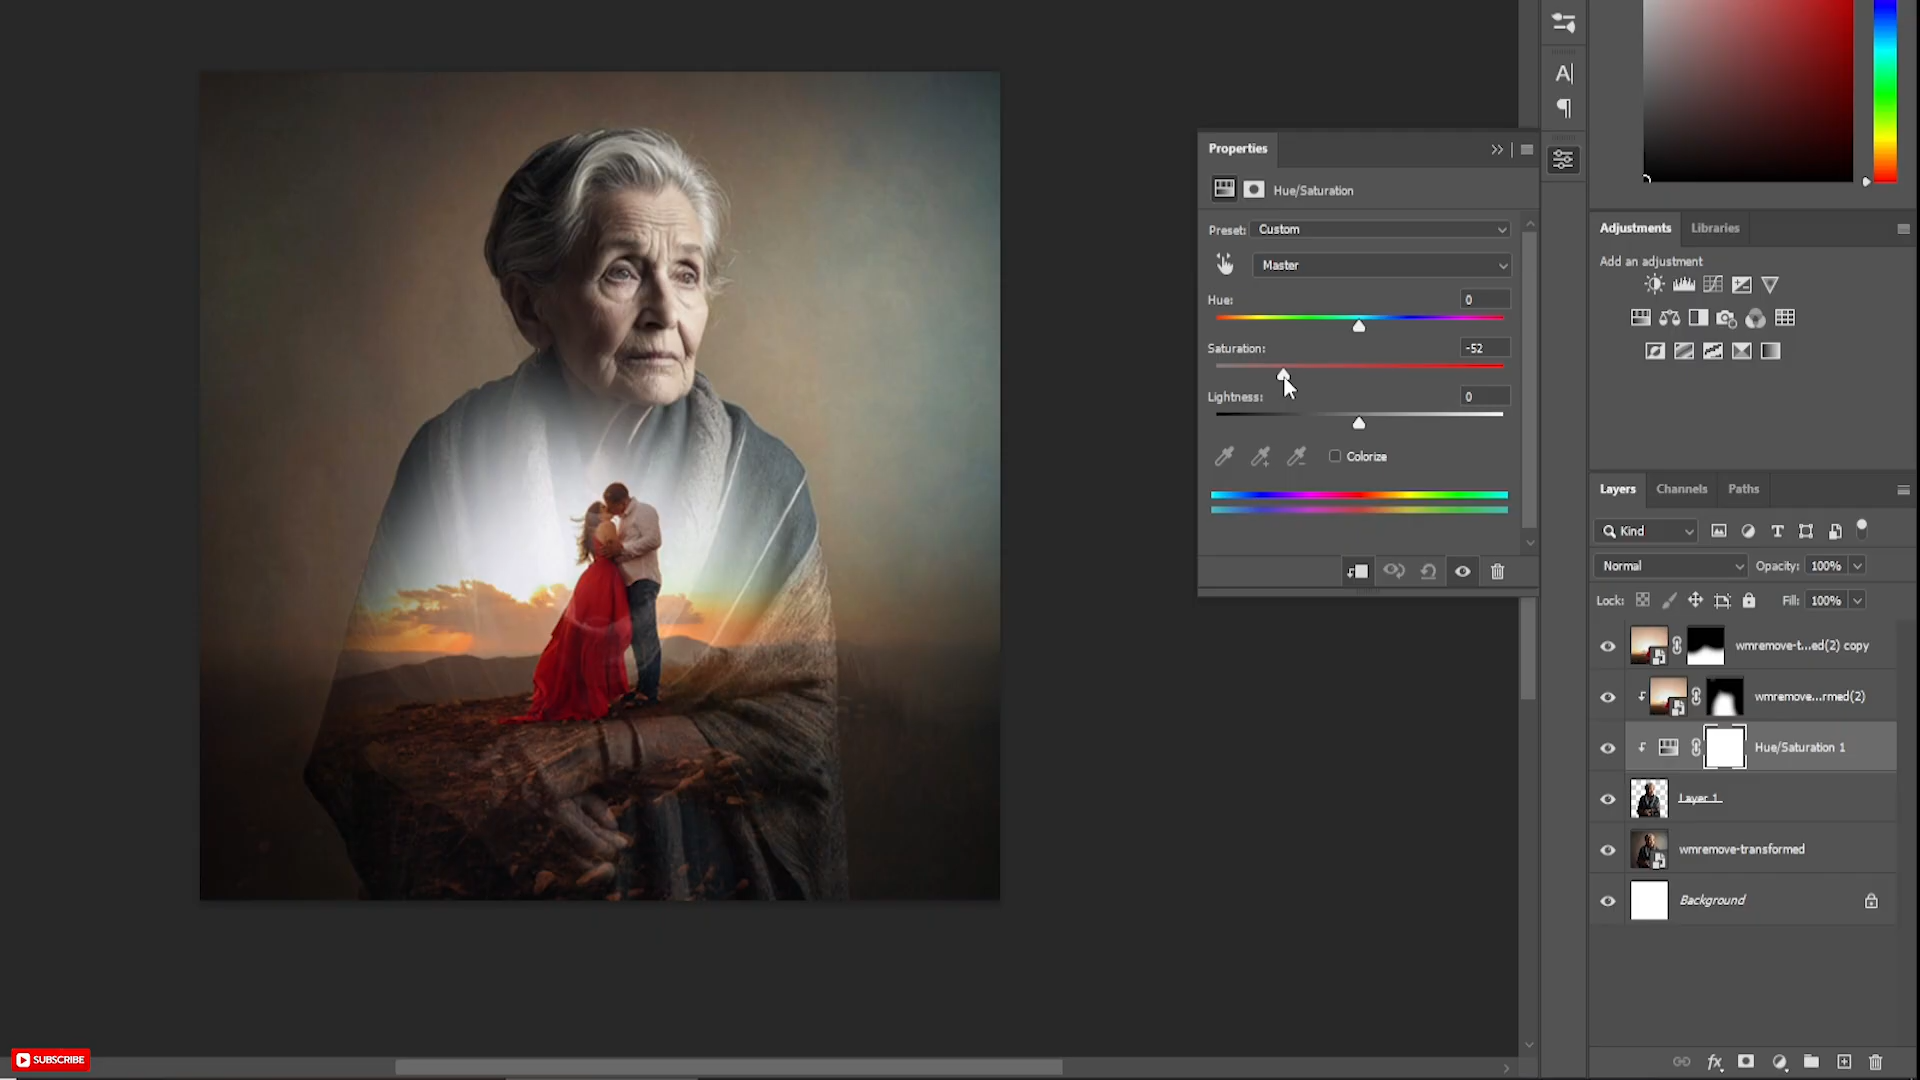 Properties
Hue/Saturation
Preset: Custom
Master
Hue: 0
Saturation: -52
Lightness: 0
Colorize
Adjustments Libraries
Add an adjustment
Layers Channels Paths
Kind
Normal Opacity: 100%
Lock: Fill: 100%
wmremove-t...ed(2) copy
wmremove...rmed(2)
Hue/Saturation 1
Layer 1
wmremove-transformed
Background
SUBSCRIBE